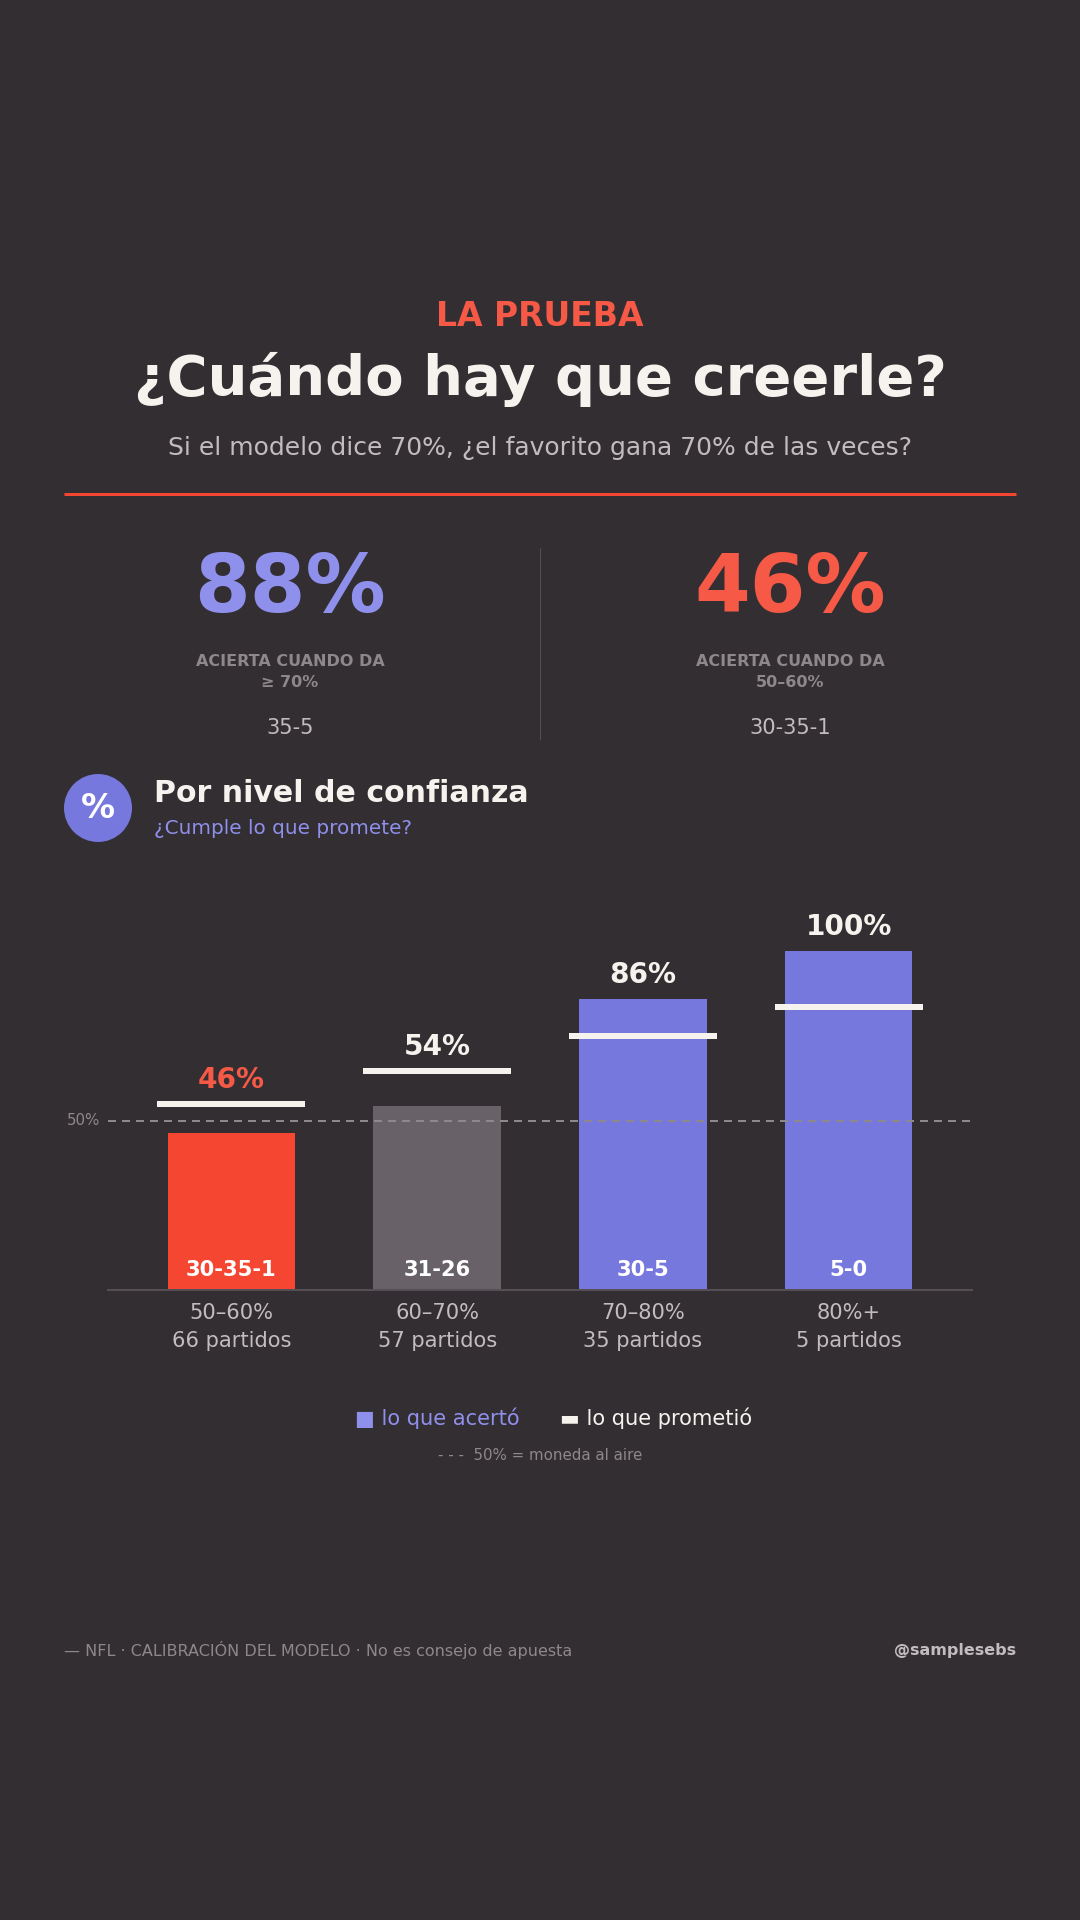 LA PRUEBA
¿Cuándo hay que creerle?
Si el modelo dice 70%, ¿el favorito gana 70% de las veces?
88%
ACIERTA CUANDO DA
≥ 70%
35-5
46%
ACIERTA CUANDO DA
50–60%
30-35-1
%
Por nivel de confianza
¿Cumple lo que promete?
46%
54%
86%
100%
50%
30-35-1
31-26
30-5
5-0
50–60%
66 partidos
60–70%
57 partidos
70–80%
35 partidos
80%+
5 partidos
lo que acertó
lo que prometió
- - - 50% = moneda al aire
— NFL · CALIBRACIÓN DEL MODELO · No es consejo de apuesta
@samplesebs